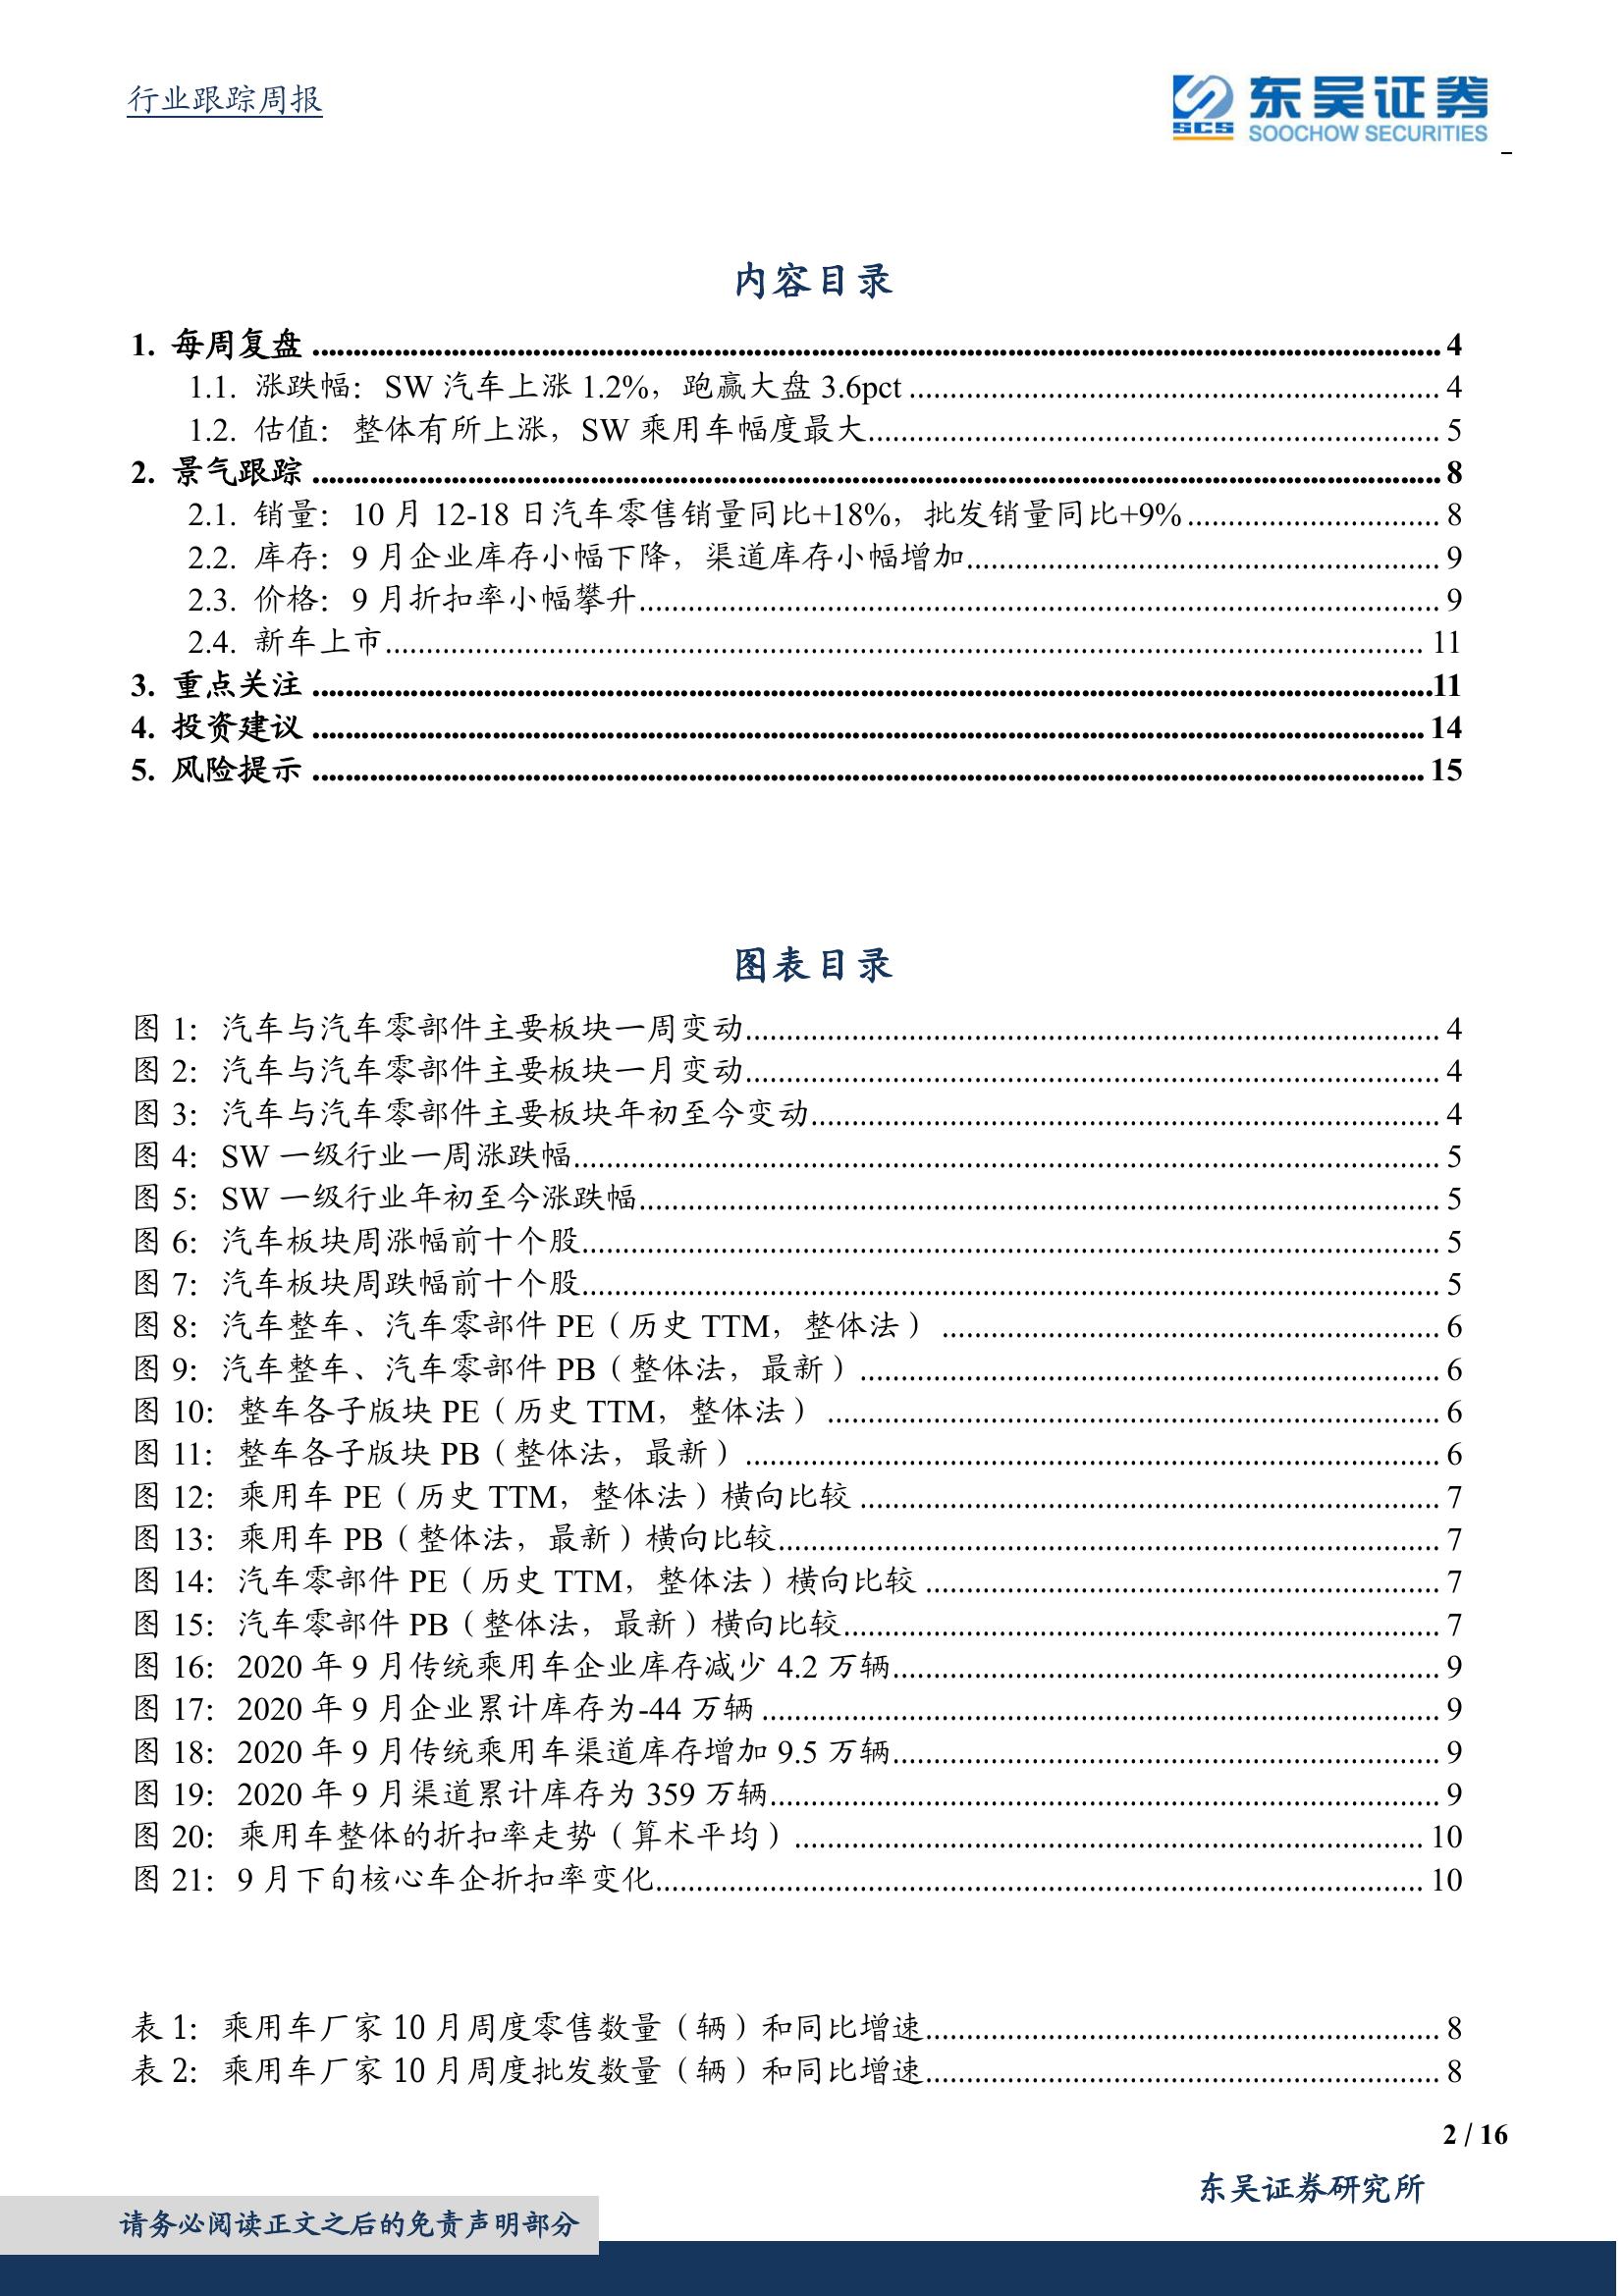 行业跟踪周报
东吴证券
SCS
SOOCHOW SECURITIES
内容目录
1. 每周复盘 ........ 4
1.1. 涨跌幅：SW 汽车上涨 1.2%，跑赢大盘 3.6pct ........ 4
1.2. 估值：整体有所上涨，SW 乘用车幅度最大 ........ 5
2. 景气跟踪 ........ 8
2.1. 销量：10 月 12-18 日汽车零售销量同比+18%，批发销量同比+9% ........ 8
2.2. 库存：9 月企业库存小幅下降，渠道库存小幅增加 ........ 9
2.3. 价格：9 月折扣率小幅攀升 ........ 9
2.4. 新车上市 ........ 11
3. 重点关注 ........ 11
4. 投资建议 ........ 14
5. 风险提示 ........ 15
图表目录
图 1：汽车与汽车零部件主要板块一周变动 ........ 4
图 2：汽车与汽车零部件主要板块一月变动 ........ 4
图 3：汽车与汽车零部件主要板块年初至今变动 ........ 4
图 4：SW 一级行业一周涨跌幅 ........ 5
图 5：SW 一级行业年初至今涨跌幅 ........ 5
图 6：汽车板块周涨幅前十个股 ........ 5
图 7：汽车板块周跌幅前十个股 ........ 5
图 8：汽车整车、汽车零部件 PE（历史 TTM，整体法） ........ 6
图 9：汽车整车、汽车零部件 PB（整体法，最新） ........ 6
图 10：整车各子版块 PE（历史 TTM，整体法） ........ 6
图 11：整车各子版块 PB（整体法，最新） ........ 6
图 12：乘用车 PE（历史 TTM，整体法）横向比较 ........ 7
图 13：乘用车 PB（整体法，最新）横向比较 ........ 7
图 14：汽车零部件 PE（历史 TTM，整体法）横向比较 ........ 7
图 15：汽车零部件 PB（整体法，最新）横向比较 ........ 7
图 16：2020 年 9 月传统乘用车企业库存减少 4.2 万辆 ........ 9
图 17：2020 年 9 月企业累计库存为-44 万辆 ........ 9
图 18：2020 年 9 月传统乘用车渠道库存增加 9.5 万辆 ........ 9
图 19：2020 年 9 月渠道累计库存为 359 万辆 ........ 9
图 20：乘用车整体的折扣率走势（算术平均） ........ 10
图 21：9 月下旬核心车企折扣率变化 ........ 10
表 1：乘用车厂家 10 月周度零售数量（辆）和同比增速 ........ 8
表 2：乘用车厂家 10 月周度批发数量（辆）和同比增速 ........ 8
2 / 16
东吴证券研究所
请务必阅读正文之后的免责声明部分